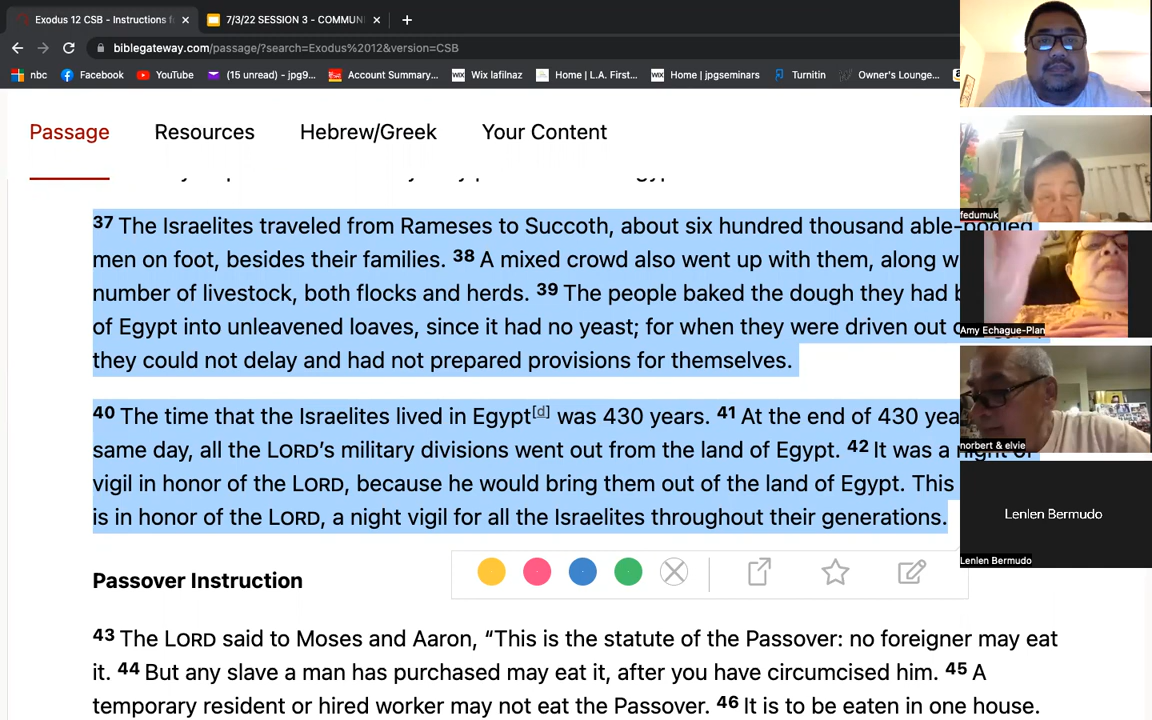 Exodus 12 CSB - Instructions f
7/3/22 SESSION 3 - COMMUN
biblegateway.com/passage/?search=Exodus%2012&version=CSB
nbc
Facebook
YouTube
(15 unread) - jpg9...
Account Summary...
Wix lafilnaz
Home | L.A. First...
Home | jpgseminars
Turnitin
Owner's Lounge...
Passage
Resources
Hebrew/Greek
Your Content
37 The Israelites traveled from Rameses to Succoth, about six hundred thousand able-bodied
men on foot, besides their families. 38 A mixed crowd also went up with them, along w
number of livestock, both flocks and herds. 39 The people baked the dough they had b
of Egypt into unleavened loaves, since it had no yeast; for when they were driven out
they could not delay and had not prepared provisions for themselves.
40 The time that the Israelites lived in Egypt[d] was 430 years. 41 At the end of 430 yea
same day, all the LORD’s military divisions went out from the land of Egypt. 42 It was a night of
vigil in honor of the LORD, because he would bring them out of the land of Egypt. This
is in honor of the LORD, a night vigil for all the Israelites throughout their generations.
Passover Instruction
43 The LORD said to Moses and Aaron, “This is the statute of the Passover: no foreigner may eat
it. 44 But any slave a man has purchased may eat it, after you have circumcised him. 45 A
temporary resident or hired worker may not eat the Passover. 46 It is to be eaten in one house.
fedumuk
Amy Echague-Plan
norbert & elvie
Lenlen Bermudo
Lenlen Bermudo